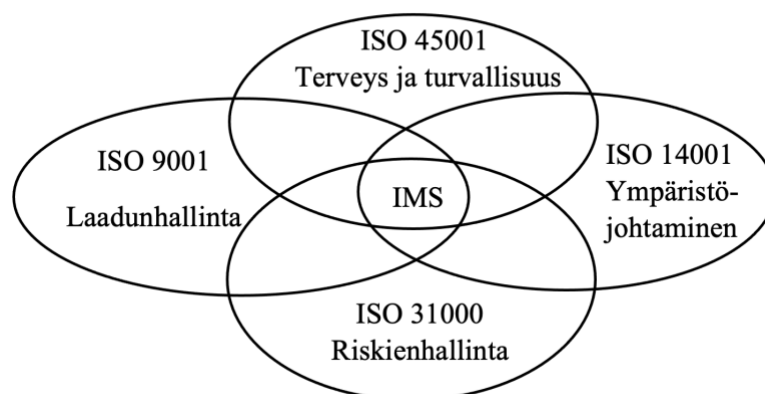 ISO 45001
Terveys ja turvallisuus
ISO 9001
Laadunhallinta
IMS
ISO 14001
Ympäristö-
johtaminen
ISO 31000
Riskienhallinta